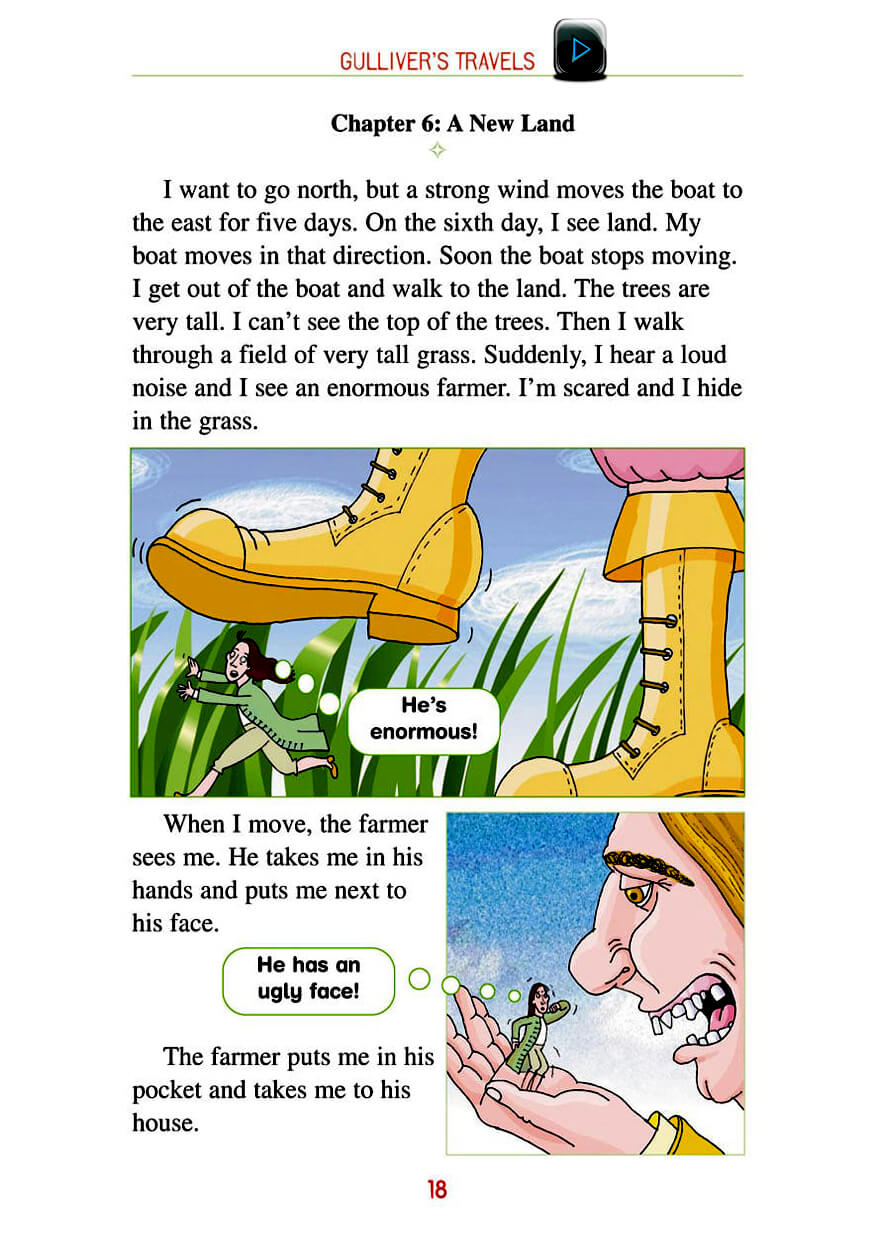 GULLIVER'S TRAVELS
Chapter 6: A New Land
I want to go north, but a strong wind moves the boat to
the east for five days. On the sixth day, I see land. My
boat moves in that direction. Soon the boat stops moving.
I get out of the boat and walk to the land. The trees are
very tall. I can't see the top of the trees. Then I walk
through a field of very tall grass. Suddenly, I hear a loud
noise and I see an enormous farmer. I'm scared and I hide
in the grass.
He's
enormous!
When I move, the farmer
sees me. He takes me in his
hands and puts me next to
his face.
He has an
ugly face!
The farmer puts me in his
pocket and takes me to his
house.
18